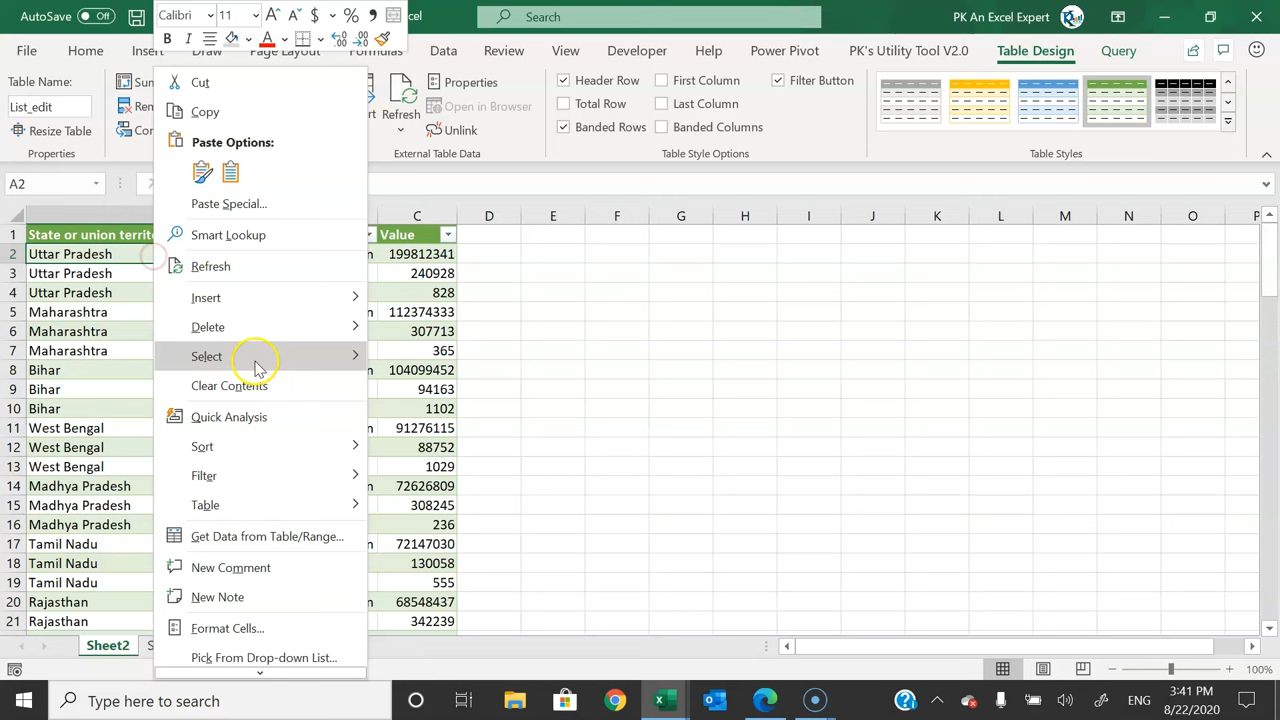 AutoSave Off
Calibri 11
cel
Search
PK An Excel Expert
B I A
File Home Insert Draw Page Layout Formulas Data Review View Developer Help Power Pivot PK's Utility Tool V2.0 Table Design Query
Table Name:
List_edit
Resize Table
Properties
Refresh
Properties
Open in Browser
Unlink
External Table Data
Header Row First Column Filter Button
Total Row Last Column
Banded Rows Banded Columns
Table Style Options
Table Styles
A2
Cut
Copy
Paste Options:
Paste Special...
Smart Lookup
Refresh
Insert
Delete
Select
Clear Contents
Quick Analysis
Sort
Filter
Table
Get Data from Table/Range...
New Comment
New Note
Format Cells...
Pick From Drop-down List...
C D E F G H I J K L M N O P
1 State or union territo Value
2 Uttar Pradesh n 199812341
3 Uttar Pradesh 240928
4 Uttar Pradesh 828
5 Maharashtra n 112374333
6 Maharashtra 307713
7 Maharashtra 365
8 Bihar n 104099452
9 Bihar 94163
10 Bihar 1102
11 West Bengal n 91276115
12 West Bengal 88752
13 West Bengal 1029
14 Madhya Pradesh n 72626809
15 Madhya Pradesh 308245
16 Madhya Pradesh 236
17 Tamil Nadu n 72147030
18 Tamil Nadu 130058
19 Tamil Nadu 555
20 Rajasthan n 68548437
21 Rajasthan 342239
Sheet2 S
100%
Type here to search
ENG
3:41 PM
8/22/2020